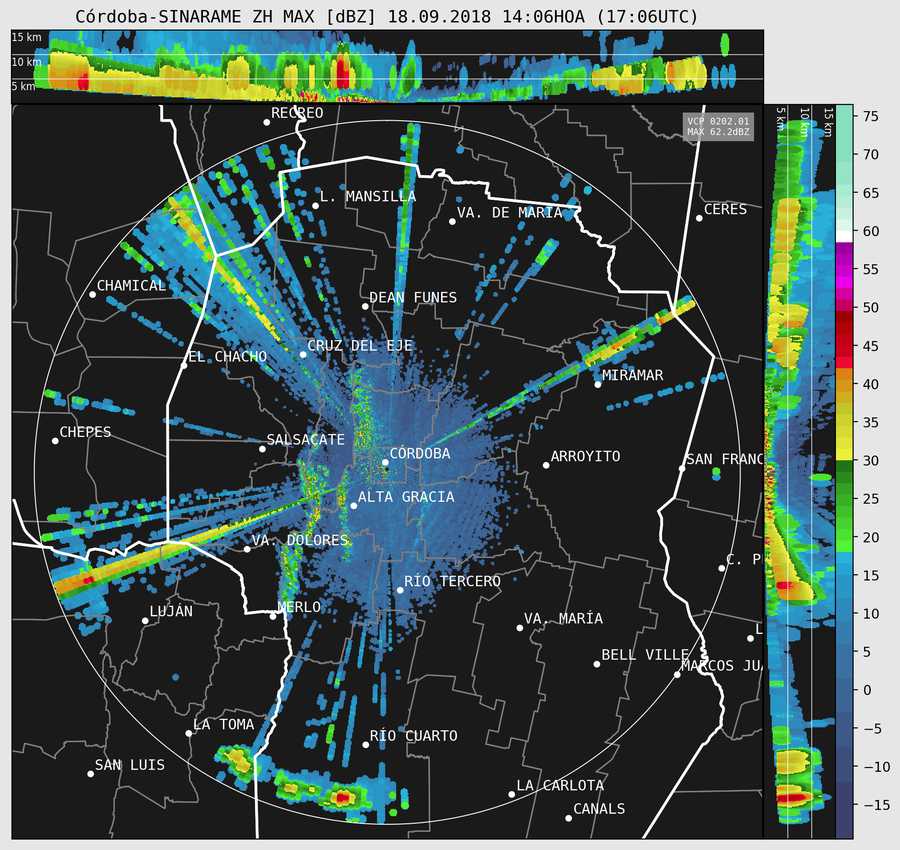 Córdoba-SINARAME ZH MAX [dBZ] 18.09.2018 14:06HOA (17:06UTC)
15 km
10 km
5 km
5 km
10 km
15 km
VCP 0202.01
MAX 62.2dBZ
RECREO
L. MANSILLA
VA. DE MARÍA
CERES
CHAMICAL
DEAN FUNES
CRUZ DEL EJE
EL CHACHO
MIRAMAR
CHEPES
SALSACATE
CÓRDOBA
ARROYITO
SAN FRANC
ALTA GRACIA
VA. DOLORES
C. P
RÍO TERCERO
LUJÁN
MERLO
VA. MARÍA
L
BELL VILLE
MARCOS JUÁ
LA TOMA
RÍO CUARTO
SAN LUIS
LA CARLOTA
CANALS
75
70
65
60
55
50
45
40
35
30
25
20
15
10
5
0
−5
−10
−15